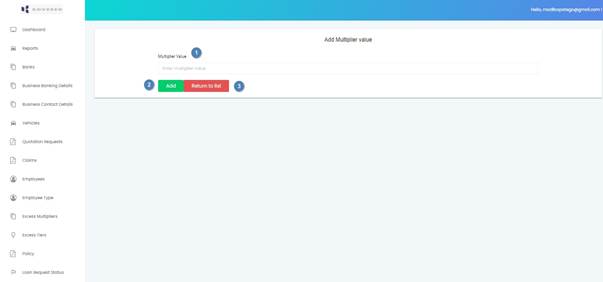 Hello, modibopatego@gmail.com !
Dashboard
Reports
Banks
Business Banking Details
Business Contact Details
Vehicles
Quotation Requests
Claims
Employees
Employee Type
Excess Multipliers
Excess Tiers
Policy
Loan Request Status
Add Multiplier value
Multiplier Value
1
Enter multiplier value
2
Add
Return to list
3